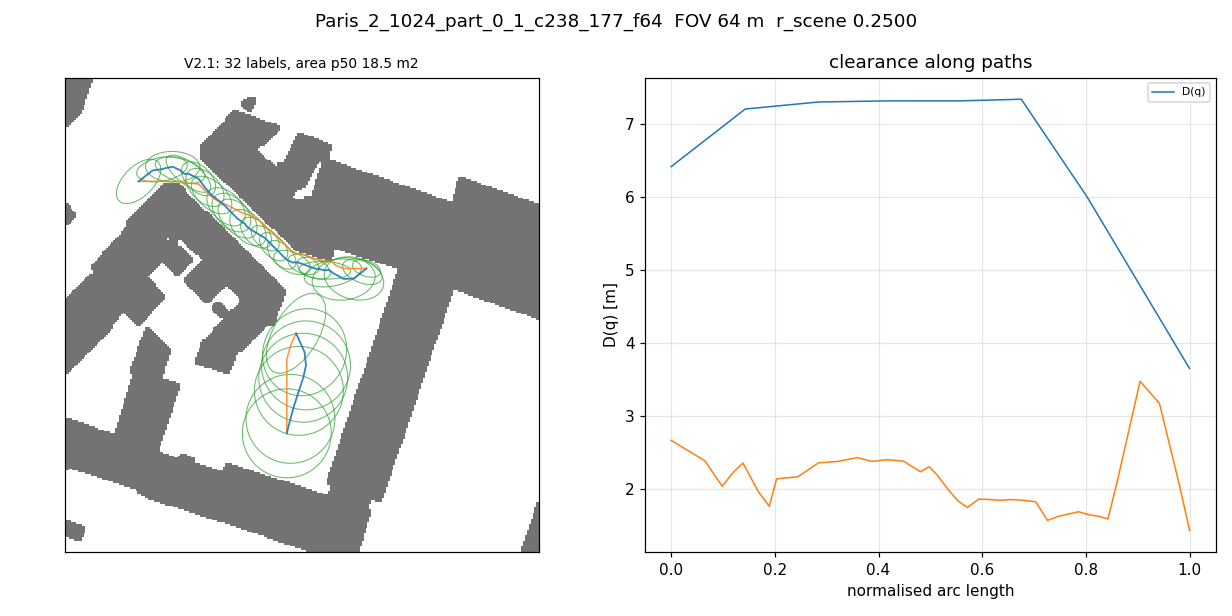 Paris_2_1024_part_0_1_c238_177_f64  FOV 64 m  r_scene 0.2500
V2.1: 32 labels, area p50 18.5 m2
clearance along paths
D(q)
D(q) [m]
7
6
5
4
3
2
0.0 0.2 0.4 0.6 0.8 1.0
normalised arc length